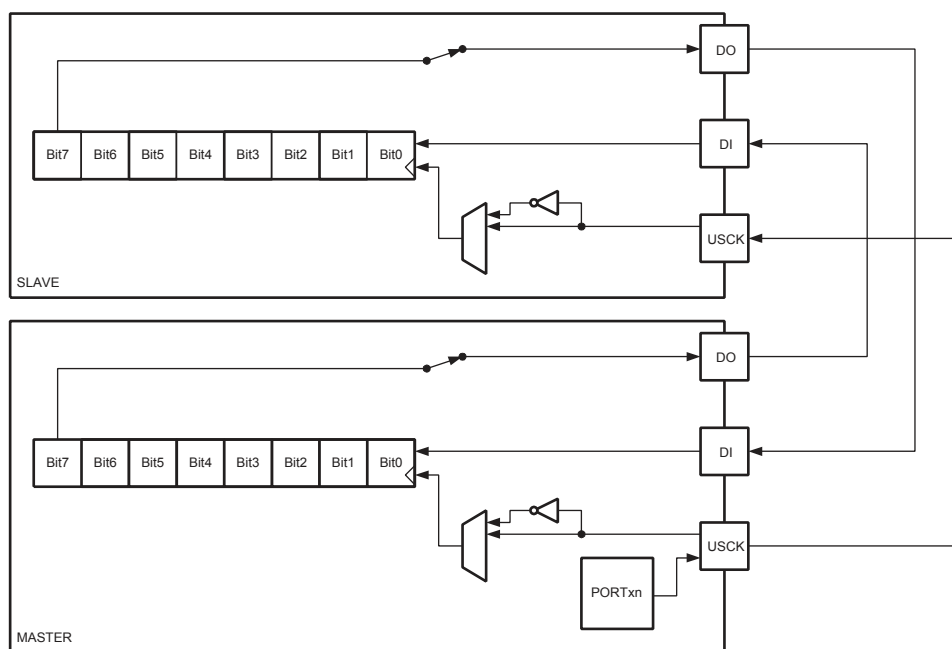 DO
Bit7 Bit6 Bit5 Bit4 Bit3 Bit2 Bit1 Bit0
DI
USCK
SLAVE
DO
Bit7 Bit6 Bit5 Bit4 Bit3 Bit2 Bit1 Bit0
DI
USCK
PORTxn
MASTER